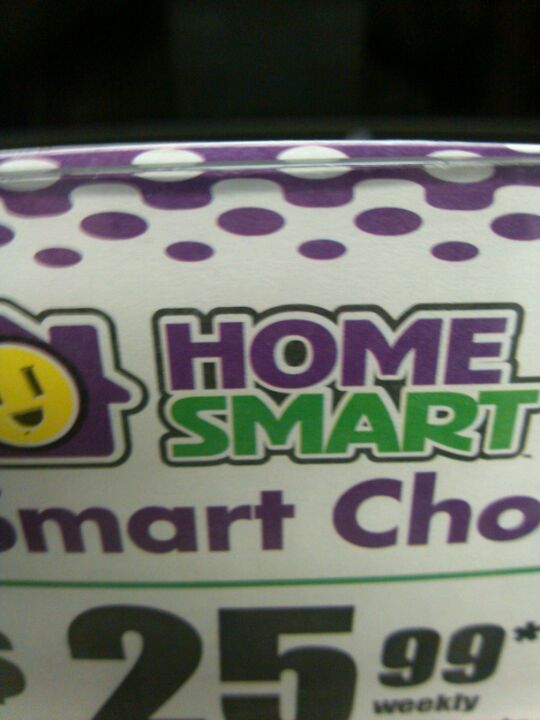 HOME
SMART
Smart Cho
$25 99*
weekly